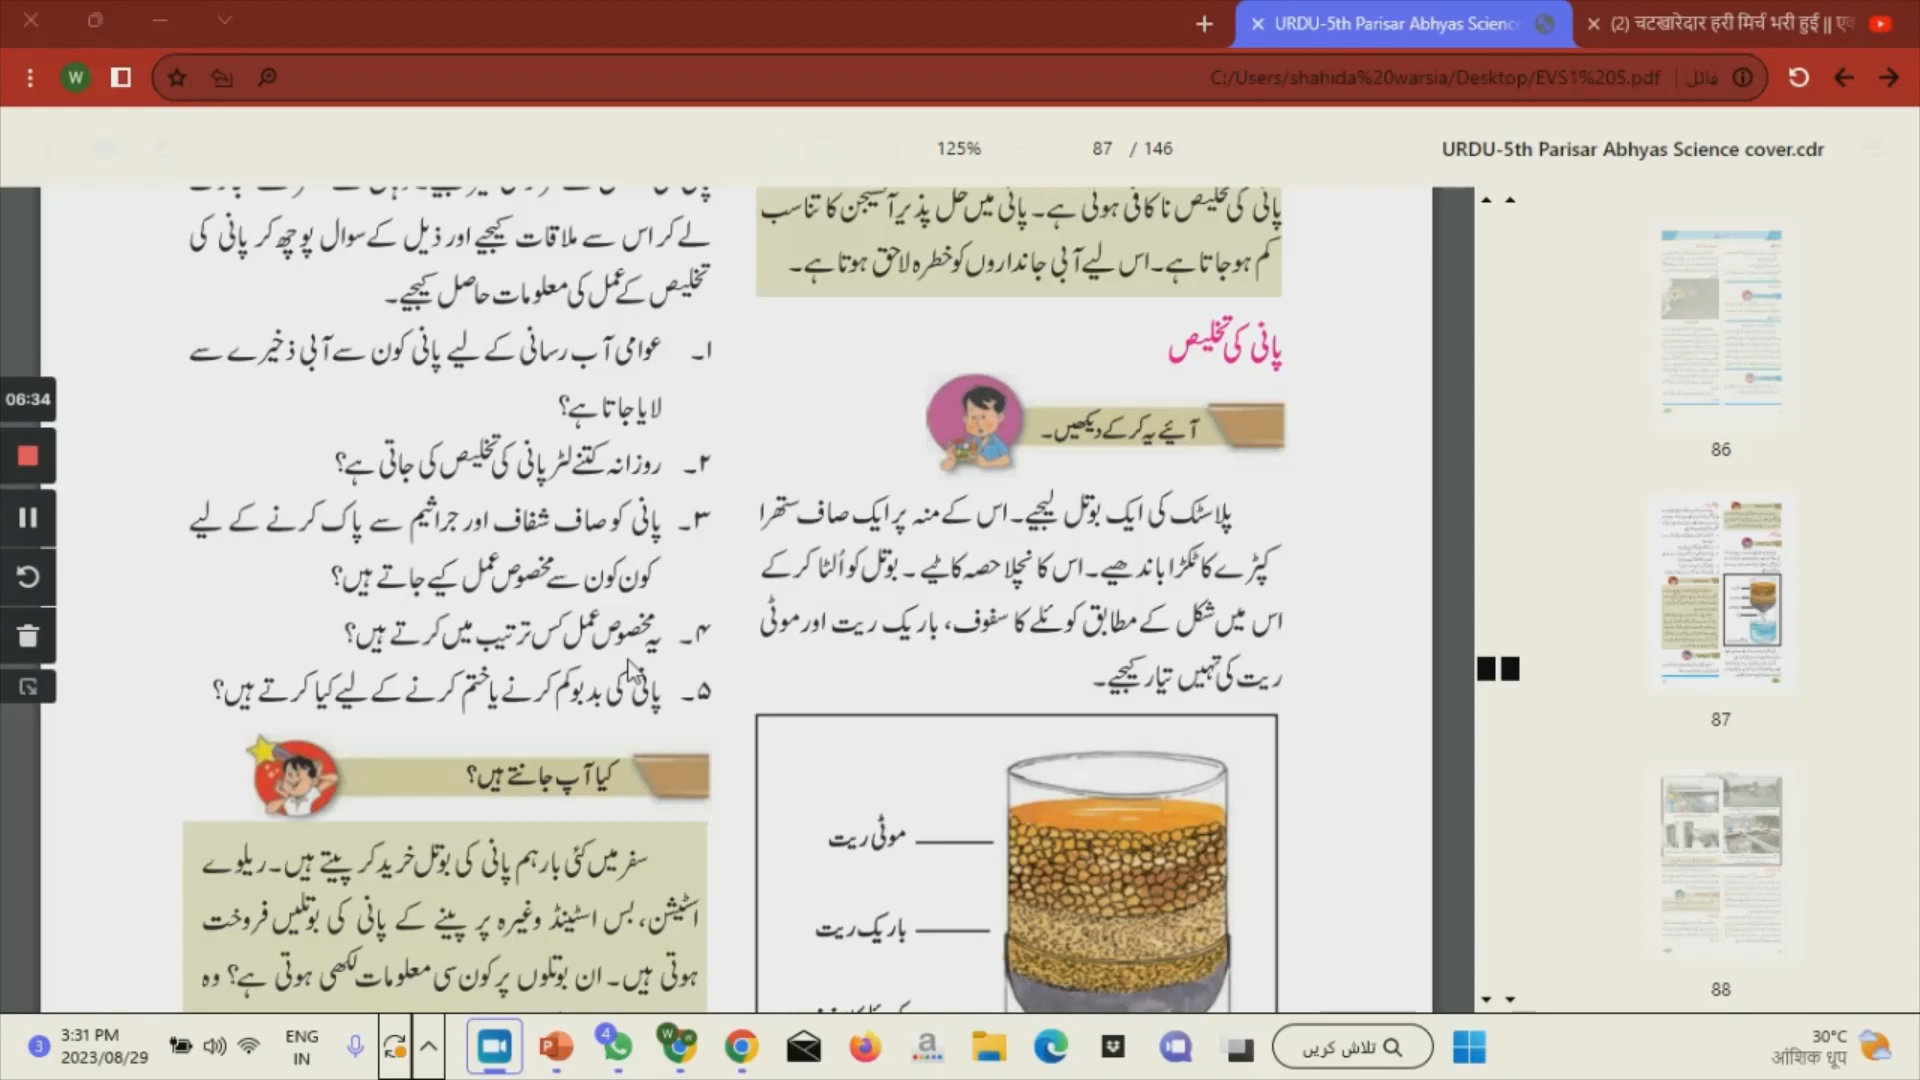 URDU-5th Parisar Abhyas Science
(2) चटखारेदार हरी मिर्च भरी हुई || एव
W
C:/Users/shahida%20warsia/Desktop/EVS1%205.pdf
فائل
125%
87 / 146
URDU-5th Parisar Abhyas Science cover.cdr
پانی کی تخلیص ناکافی ہوتی ہے۔ پانی میں حل پذیر آکسیجن کا تناسب
کم ہو جاتا ہے۔ اس لیے آبی جانداروں کو خطرہ لاحق ہوتا ہے۔
پانی کی تخلیص
آئیے یہ کر کے دیکھیں۔
پلاسٹک کی ایک بوتل لیجیے۔ اس کے منہ پر ایک صاف ستھرا
کپڑے کا ٹکڑا باندھیے۔ اس کا نچلا حصہ کاٹیے۔ بوتل کو اُلٹا کر کے
اس میں شکل کے مطابق کوئلے کا سفوف، باریک ریت اور موٹی
ریت کی تہیں تیار کیجیے۔
موٹی ریت
باریک ریت
لے کر اس سے ملاقات کیجیے اور ذیل کے سوال پوچھ کر پانی کی
تخلیص کے عمل کی معلومات حاصل کیجیے۔
۱۔ عوامی آب رسانی کے لیے پانی کون سے آبی ذخیرے سے
لایا جاتا ہے؟
۲۔ روزانہ کتنے لٹر پانی کی تخلیص کی جاتی ہے؟
۳۔ پانی کو صاف شفاف اور جراثیم سے پاک کرنے کے لیے
کون کون سے مخصوص عمل کیے جاتے ہیں؟
۴۔ یہ مخصوص عمل کس ترتیب میں کرتے ہیں؟
۵۔ پانی کی بدبو کم کرنے یا ختم کرنے کے لیے کیا کرتے ہیں؟
کیا آپ جانتے ہیں؟
سفر میں کئی بار ہم پانی کی بوتل خرید کر پیتے ہیں۔ ریلوے
اسٹیشن، بس اسٹینڈ وغیرہ پر پینے کے پانی کی بوتلیں فروخت
ہوتی ہیں۔ ان بوتلوں پر کون سی معلومات لکھی ہوتی ہے؟ وہ
86
87
88
06:34
3
3:31 PM
2023/08/29
ENG
IN
4
تلاش کریں
30°C
आंशिक धूप